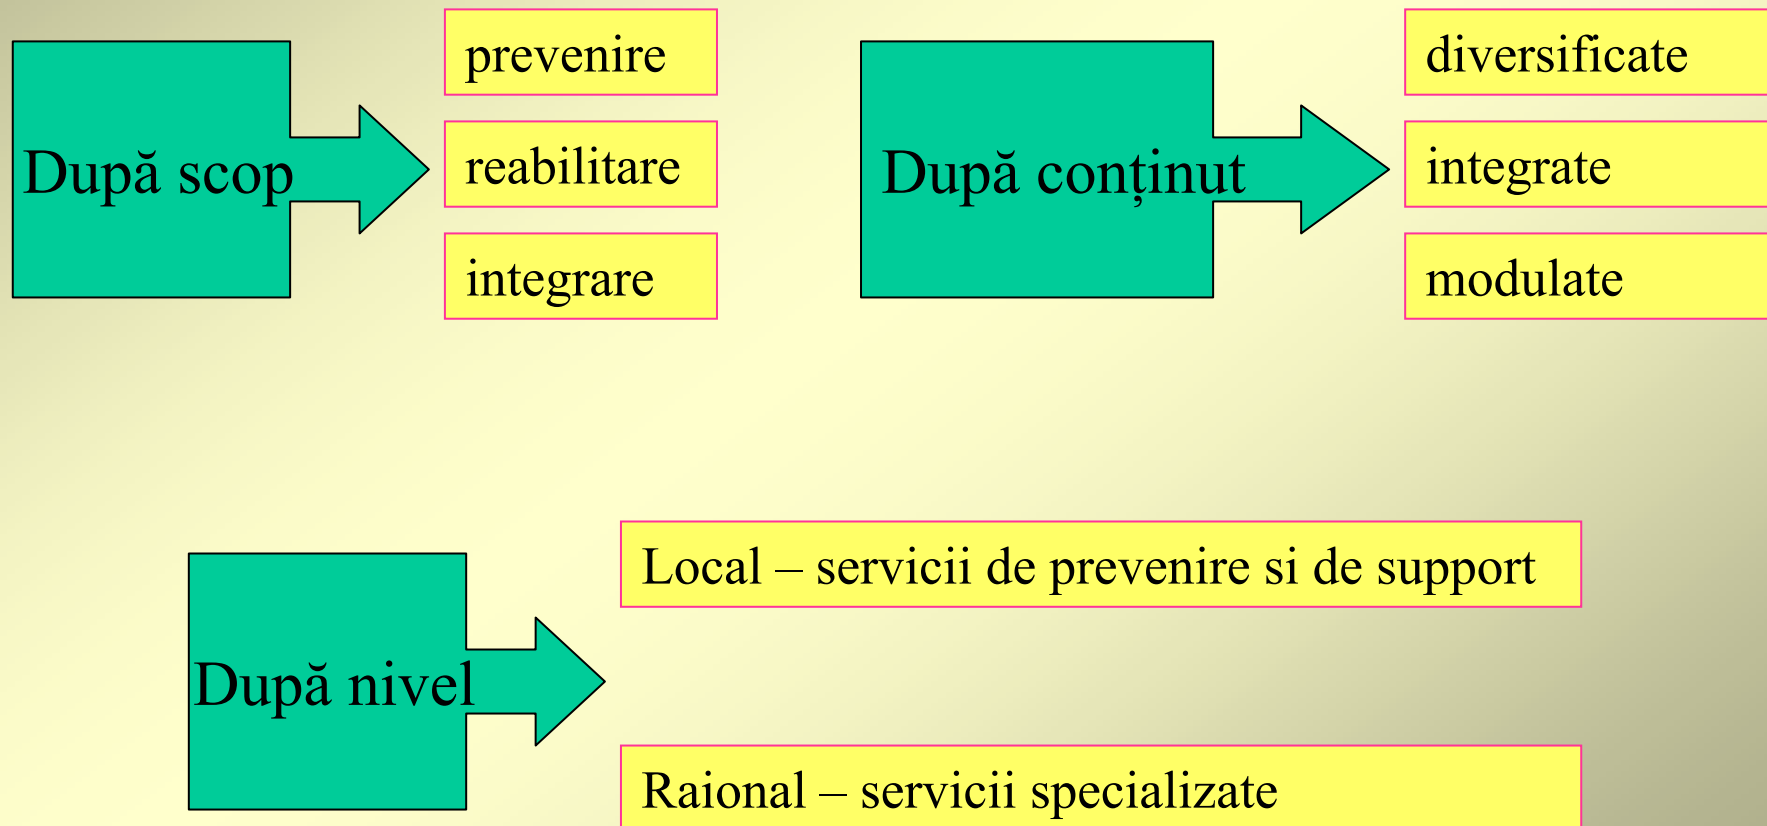 După scop
prevenire
reabilitare
integrare
După conținut
diversificate
integrate
modulate
După nivel
Local – servicii de prevenire si de support
Raional – servicii specializate